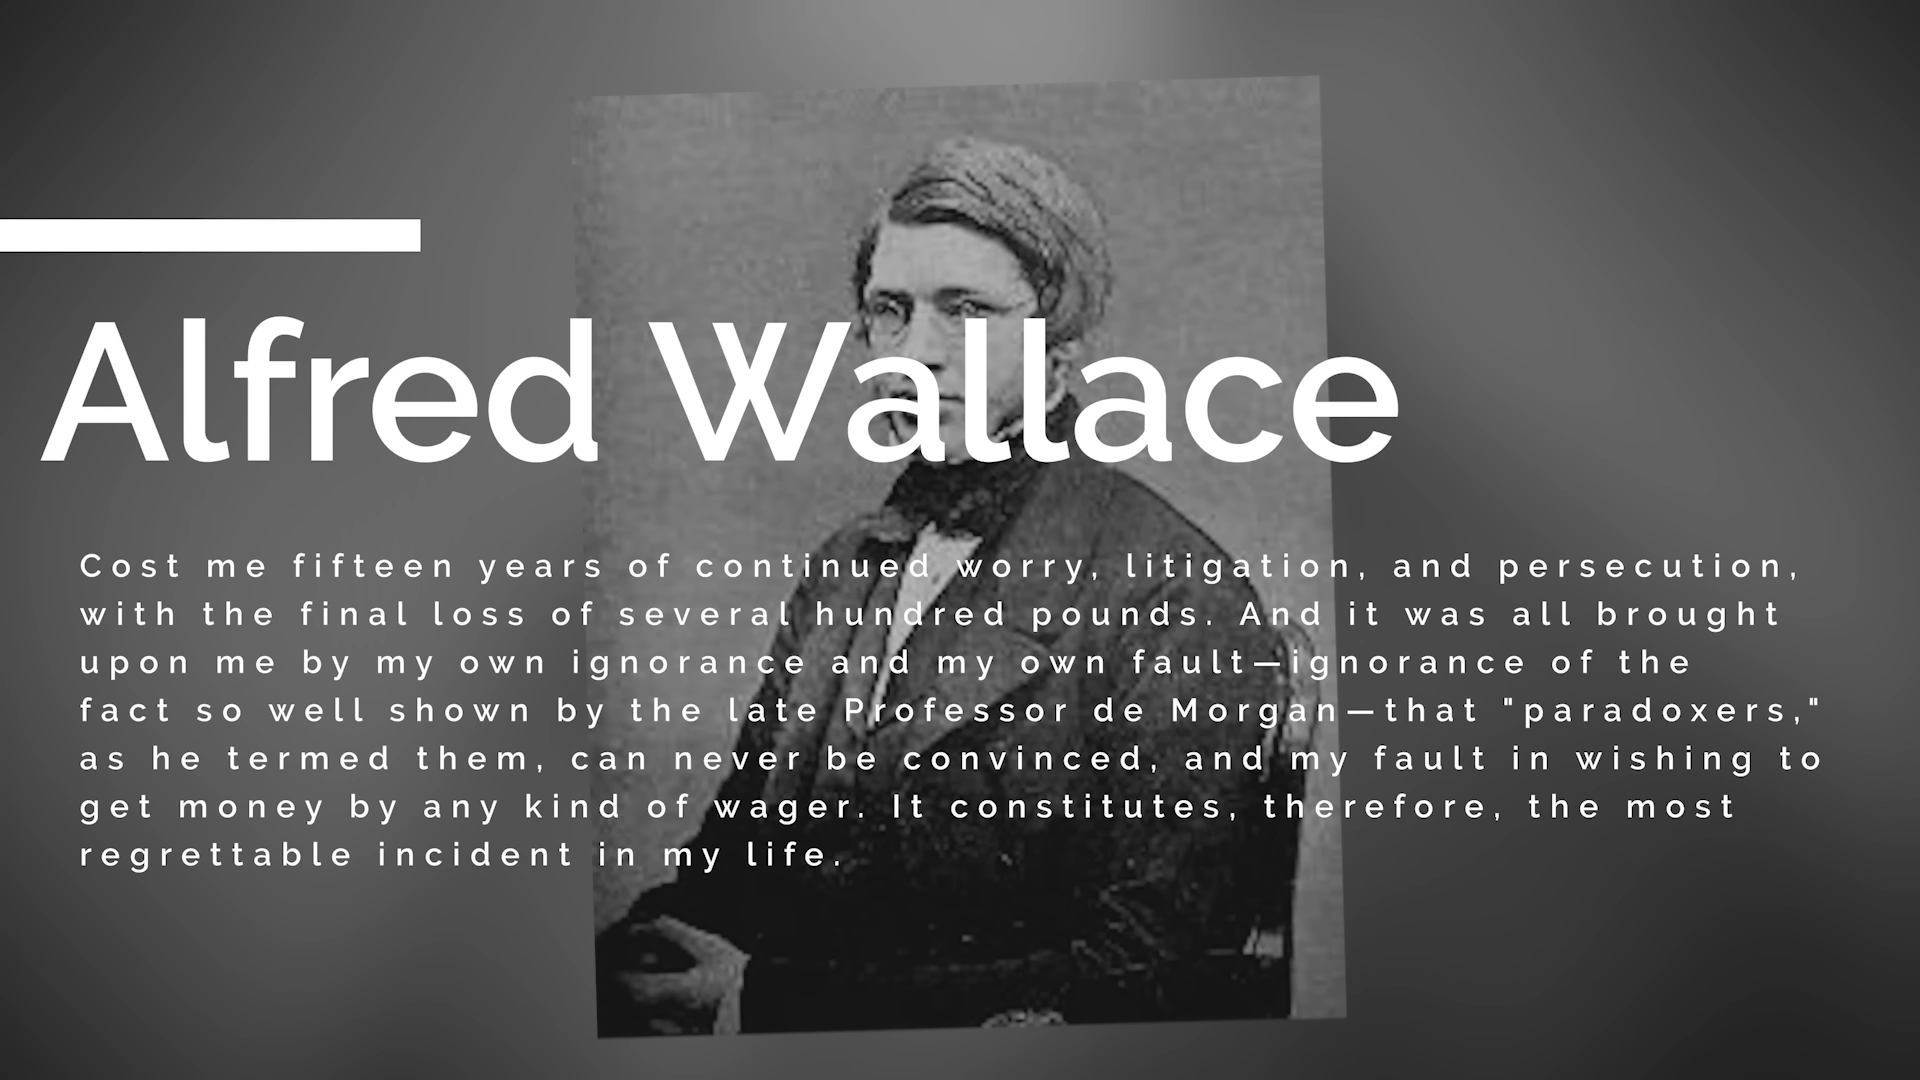 Alfred Wallace
Cost me fifteen years of continued worry, litigation, and persecution,
with the final loss of several hundred pounds. And it was all brought
upon me by my own ignorance and my own fault—ignorance of the
fact so well shown by the late Professor de Morgan—that "paradoxers,"
as he termed them, can never be convinced, and my fault in wishing to
get money by any kind of wager. It constitutes, therefore, the most
regrettable incident in my life.